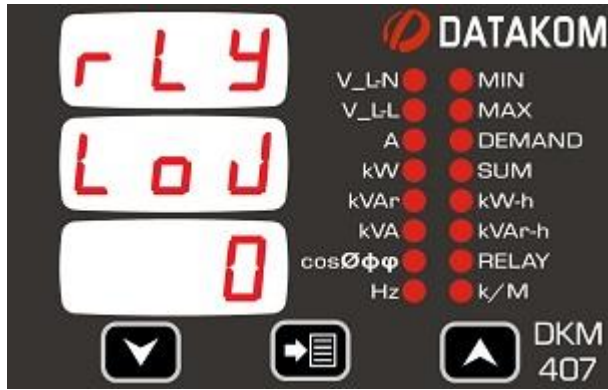 DATAKOM
rLY
LoJ
0
V_L-N MIN
V_L-L MAX
A DEMAND
kW SUM
kVAr kW-h
kVA kVAr-h
cosØϕφ RELAY
Hz k/M
DKM
407